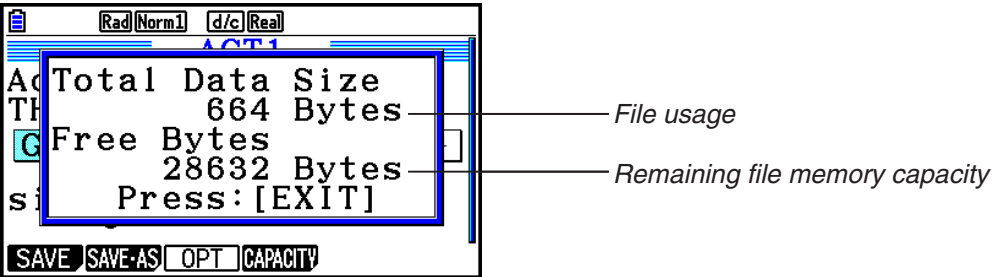 Rad Norm1 d/c Real
ACT1
Total Data Size
664 Bytes
File usage
Free Bytes
28632 Bytes
Remaining file memory capacity
Press:[EXIT]
SAVE SAVE•AS OPT CAPACITY